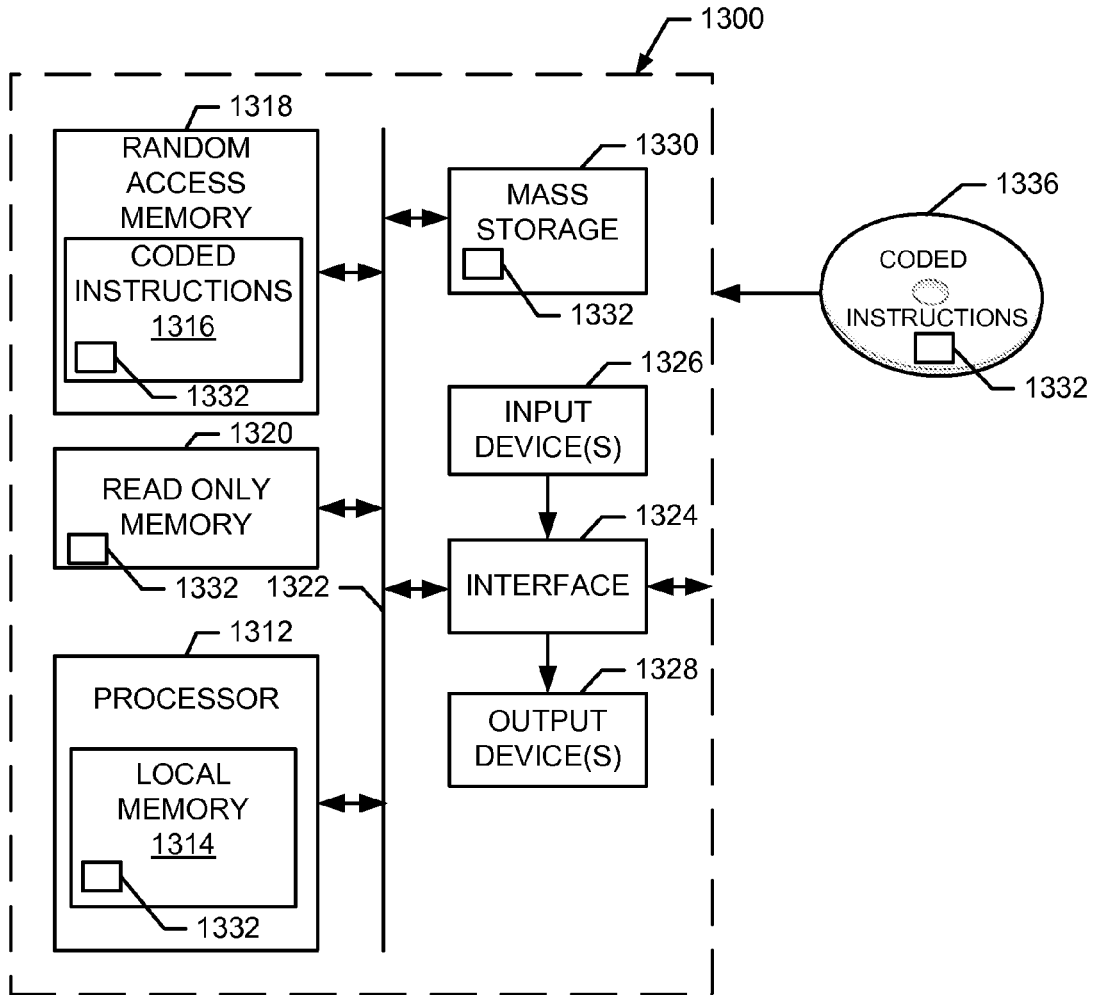 1300
1318
RANDOM
ACCESS
MEMORY
CODED
INSTRUCTIONS
1316
1332
1320
READ ONLY
MEMORY
1332
1322
1312
PROCESSOR
LOCAL
MEMORY
1314
1332
1330
MASS
STORAGE
1332
1326
INPUT
DEVICE(S)
1324
INTERFACE
1328
OUTPUT
DEVICE(S)
1336
CODED
INSTRUCTIONS
1332